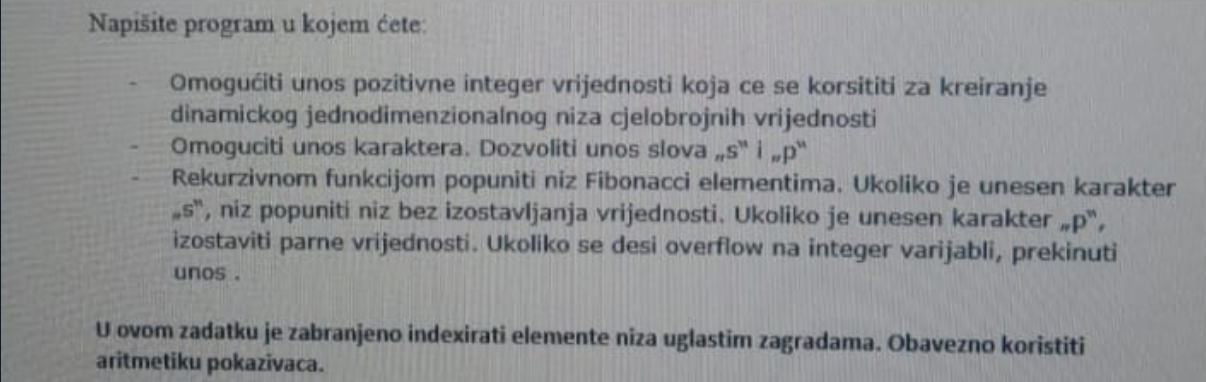 Napišite program u kojem ćete:
- Omogućiti unos pozitivne integer vrijednosti koja ce se korsititi za kreiranje
dinamickog jednodimenzionalnog niza cjelobrojnih vrijednosti
- Omoguciti unos karaktera. Dozvoliti unos slova „s“ i „p“
- Rekurzivnom funkcijom popuniti niz Fibonacci elementima. Ukoliko je unesen karakter
„s“, niz popuniti niz bez izostavljanja vrijednosti. Ukoliko je unesen karakter „p“,
izostaviti parne vrijednosti. Ukoliko se desi overflow na integer varijabli, prekinuti
unos .
U ovom zadatku je zabranjeno indexirati elemente niza uglastim zagradama. Obavezno koristiti
aritmetiku pokazivaca.